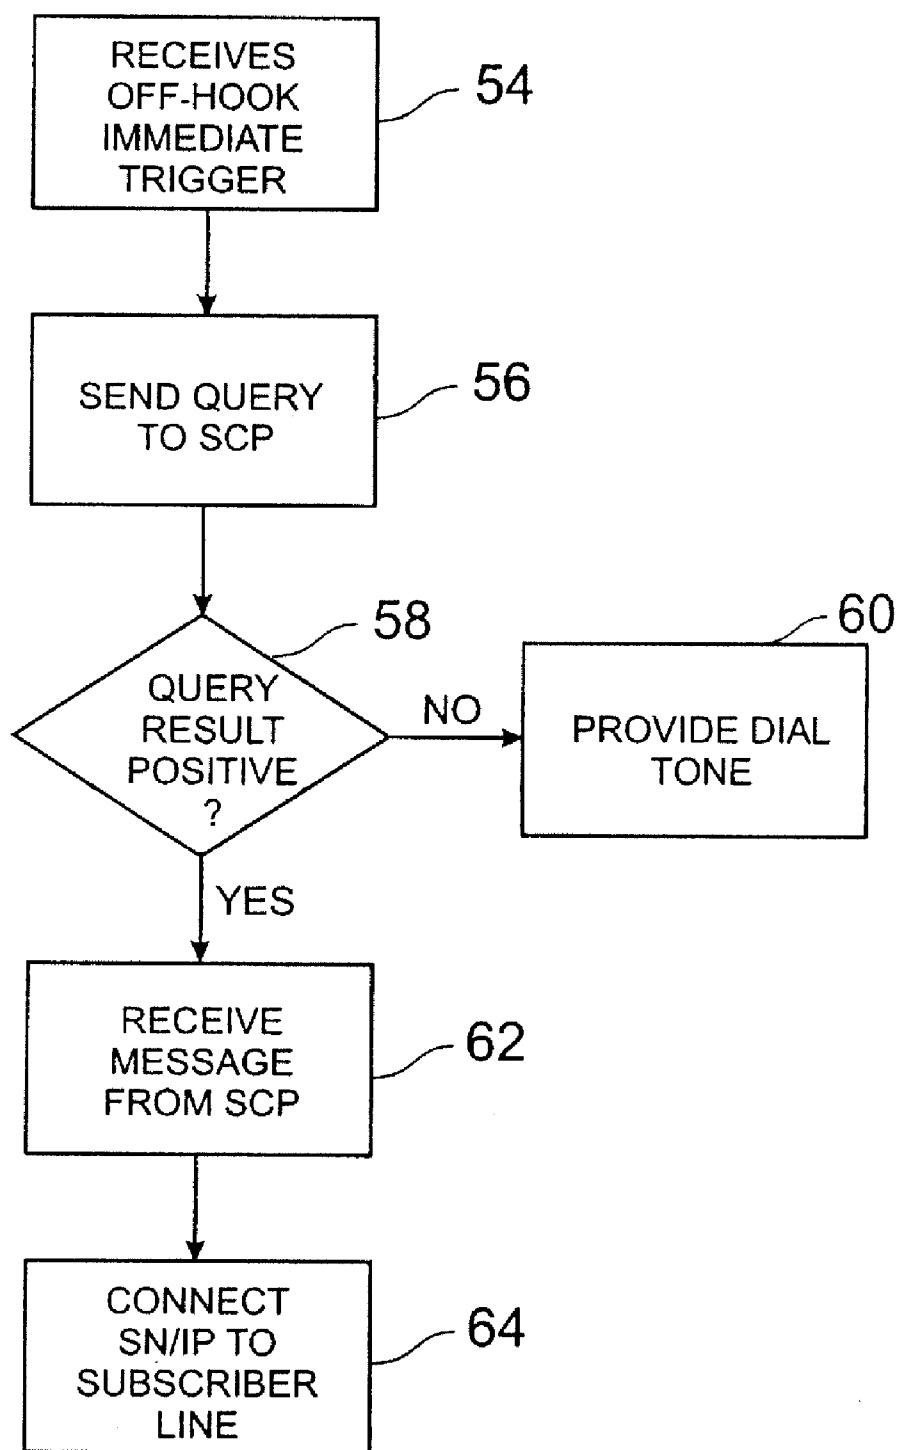 RECEIVES
OFF-HOOK
IMMEDIATE
TRIGGER
54
SEND QUERY
TO SCP
56
QUERY
RESULT
POSITIVE
?
58
NO
PROVIDE DIAL
TONE
60
YES
RECEIVE
MESSAGE
FROM SCP
62
CONNECT
SN/IP TO
SUBSCRIBER
LINE
64